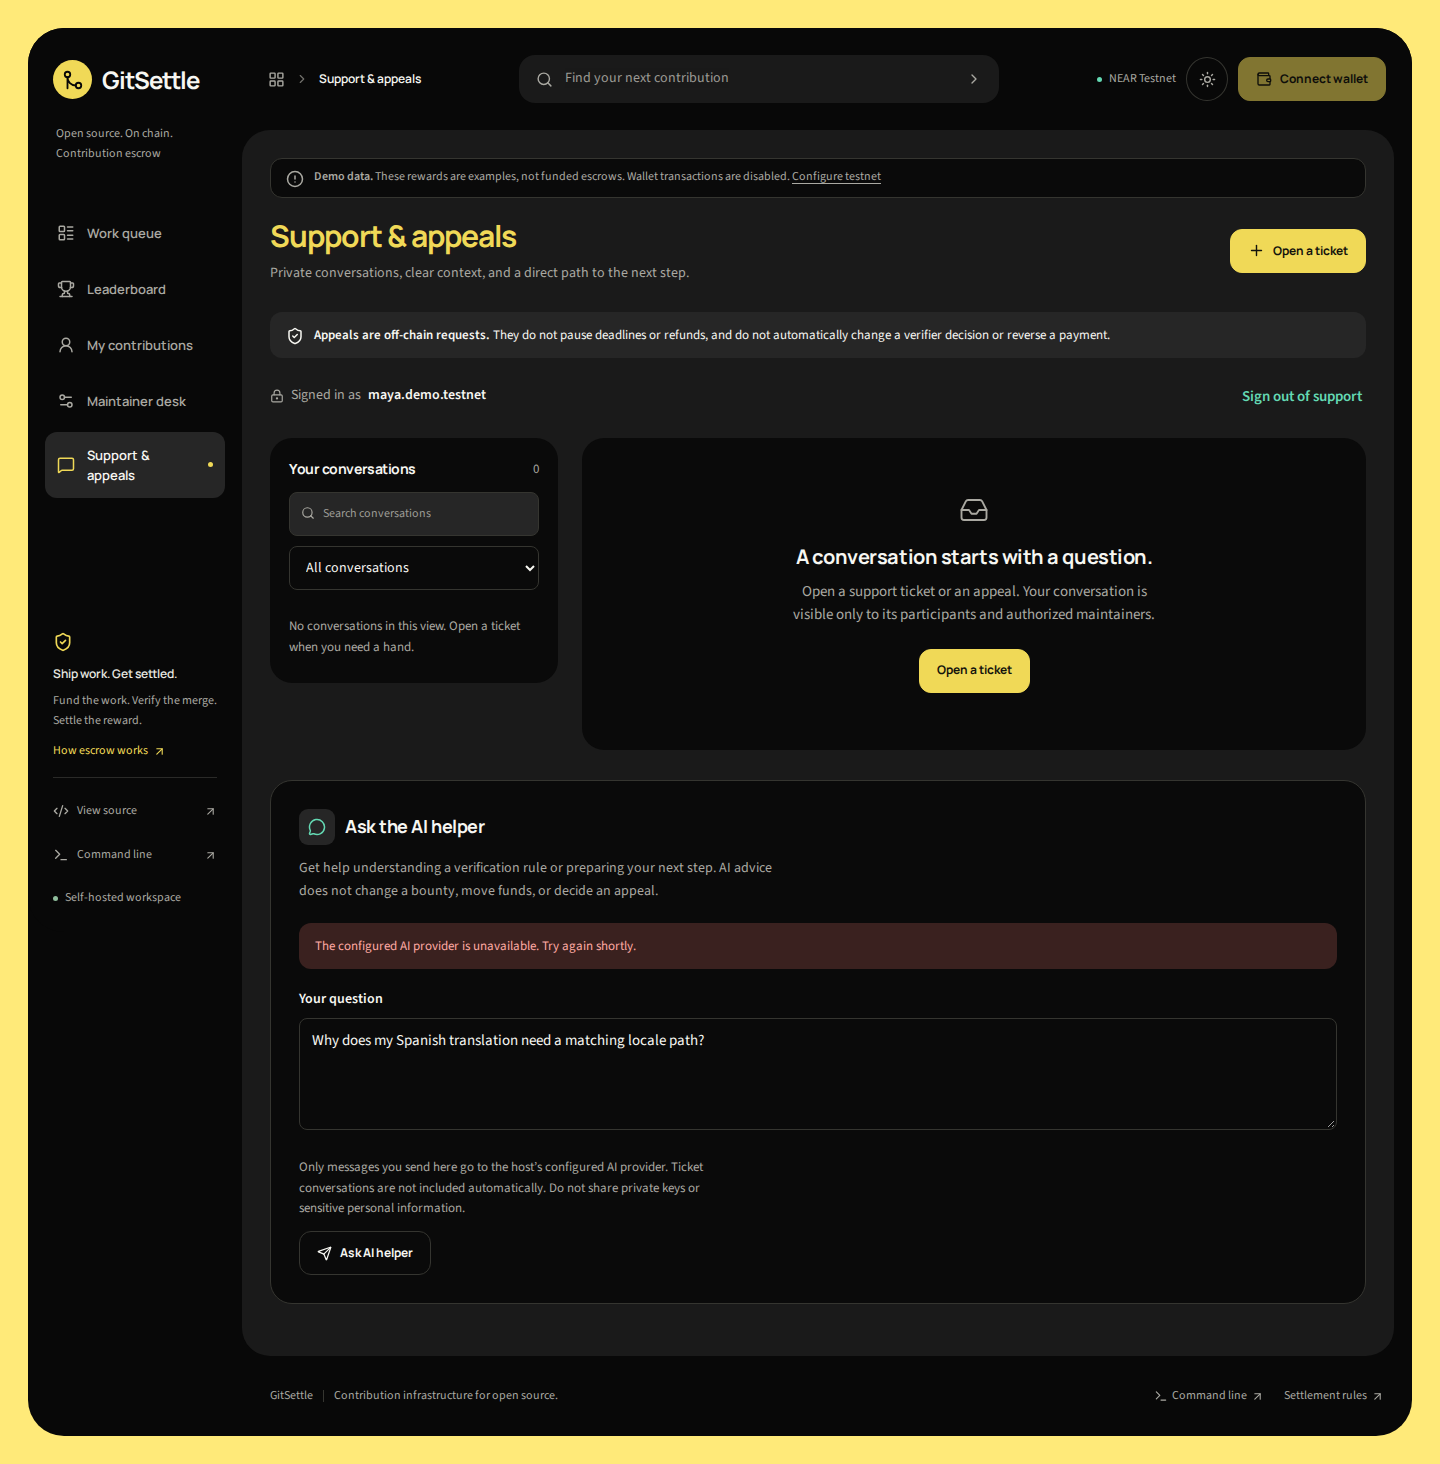 GitSettle
Support & appeals
Find your next contribution
NEAR Testnet
Connect wallet
Open source. On chain.
Contribution escrow
Work queue
Leaderboard
My contributions
Maintainer desk
Support &
appeals
Ship work. Get settled.
Fund the work. Verify the merge.
Settle the reward.
How escrow works
View source
Command line
Self-hosted workspace
Demo data. These rewards are examples, not funded escrows. Wallet transactions are disabled. Configure testnet
Support & appeals
Private conversations, clear context, and a direct path to the next step.
Open a ticket
Appeals are off-chain requests. They do not pause deadlines or refunds, and do not automatically change a verifier decision or reverse a payment.
Signed in as maya.demo.testnet
Sign out of support
Your conversations
0
Search conversations
All conversations
No conversations in this view. Open a ticket
when you need a hand.
A conversation starts with a question.
Open a support ticket or an appeal. Your conversation is
visible only to its participants and authorized maintainers.
Open a ticket
Ask the AI helper
Get help understanding a verification rule or preparing your next step. AI advice
does not change a bounty, move funds, or decide an appeal.
The configured AI provider is unavailable. Try again shortly.
Your question
Why does my Spanish translation need a matching locale path?
Only messages you send here go to the host's configured AI provider. Ticket
conversations are not included automatically. Do not share private keys or
sensitive personal information.
Ask AI helper
GitSettle
Contribution infrastructure for open source.
Command line
Settlement rules